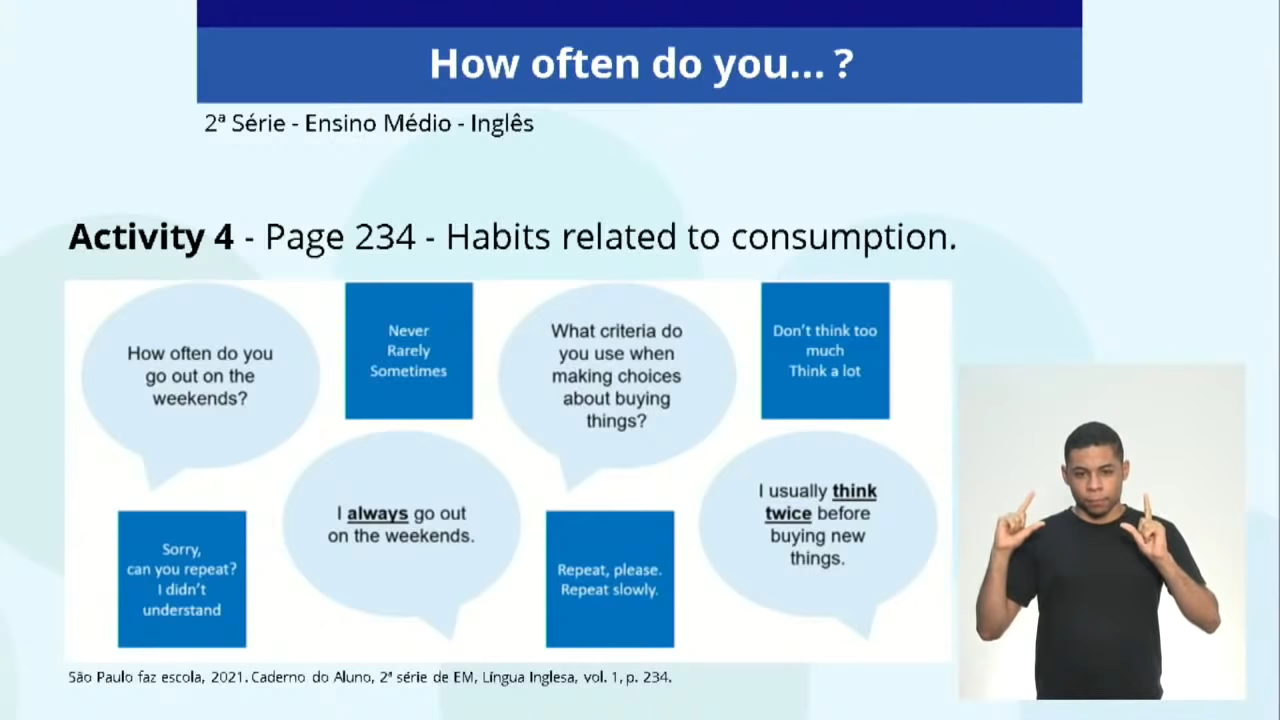 How often do you... ?
2ª Série - Ensino Médio - Inglês
Activity 4 - Page 234 - Habits related to consumption.
How often do you
go out on the
weekends?
Never
Rarely
Sometimes
What criteria do
you use when
making choices
about buying
things?
Don't think too
much
Think a lot
Sorry,
can you repeat?
I didn't
understand
I always go out
on the weekends.
Repeat, please.
Repeat slowly.
I usually think
twice before
buying new
things.
São Paulo faz escola, 2021. Caderno do Aluno, 2ª série de EM, Língua Inglesa, vol. 1, p. 234.